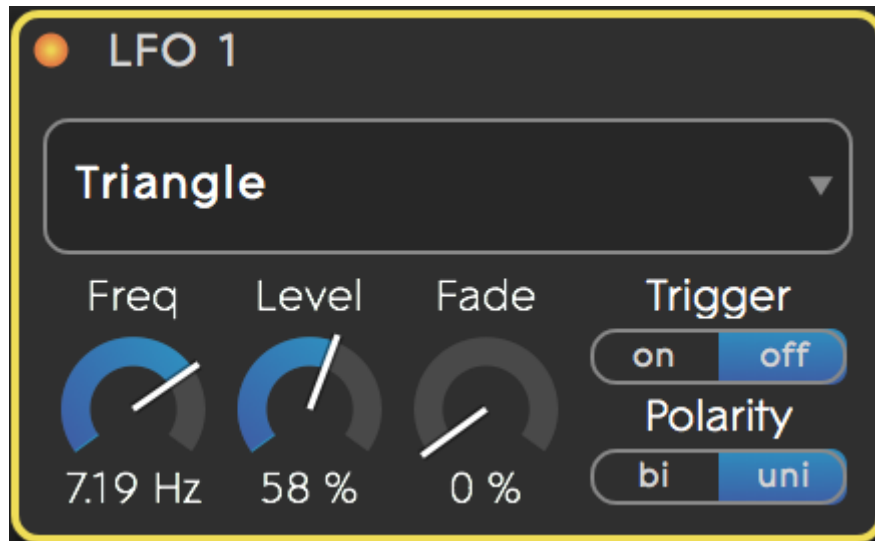 LFO 1
Triangle
Freq Level Fade Trigger
on off
Polarity
7.19 Hz 58 % 0 % bi uni